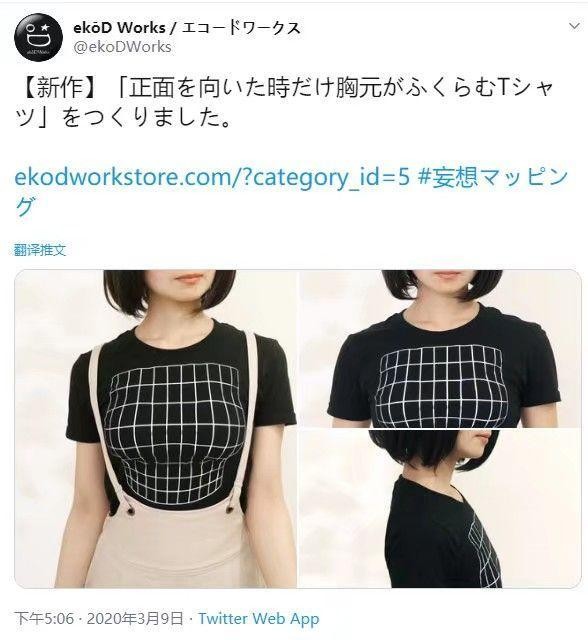 ekōD Works / エコードワークス
@ekoDWorks
【新作】「正面を向いた時だけ胸元がふくらむTシャ
ツ」をつくりました。
ekodworkstore.com/?category_id=5 #妄想マッピン
グ
翻译推文
下午5:06 · 2020年3月9日 · Twitter Web App